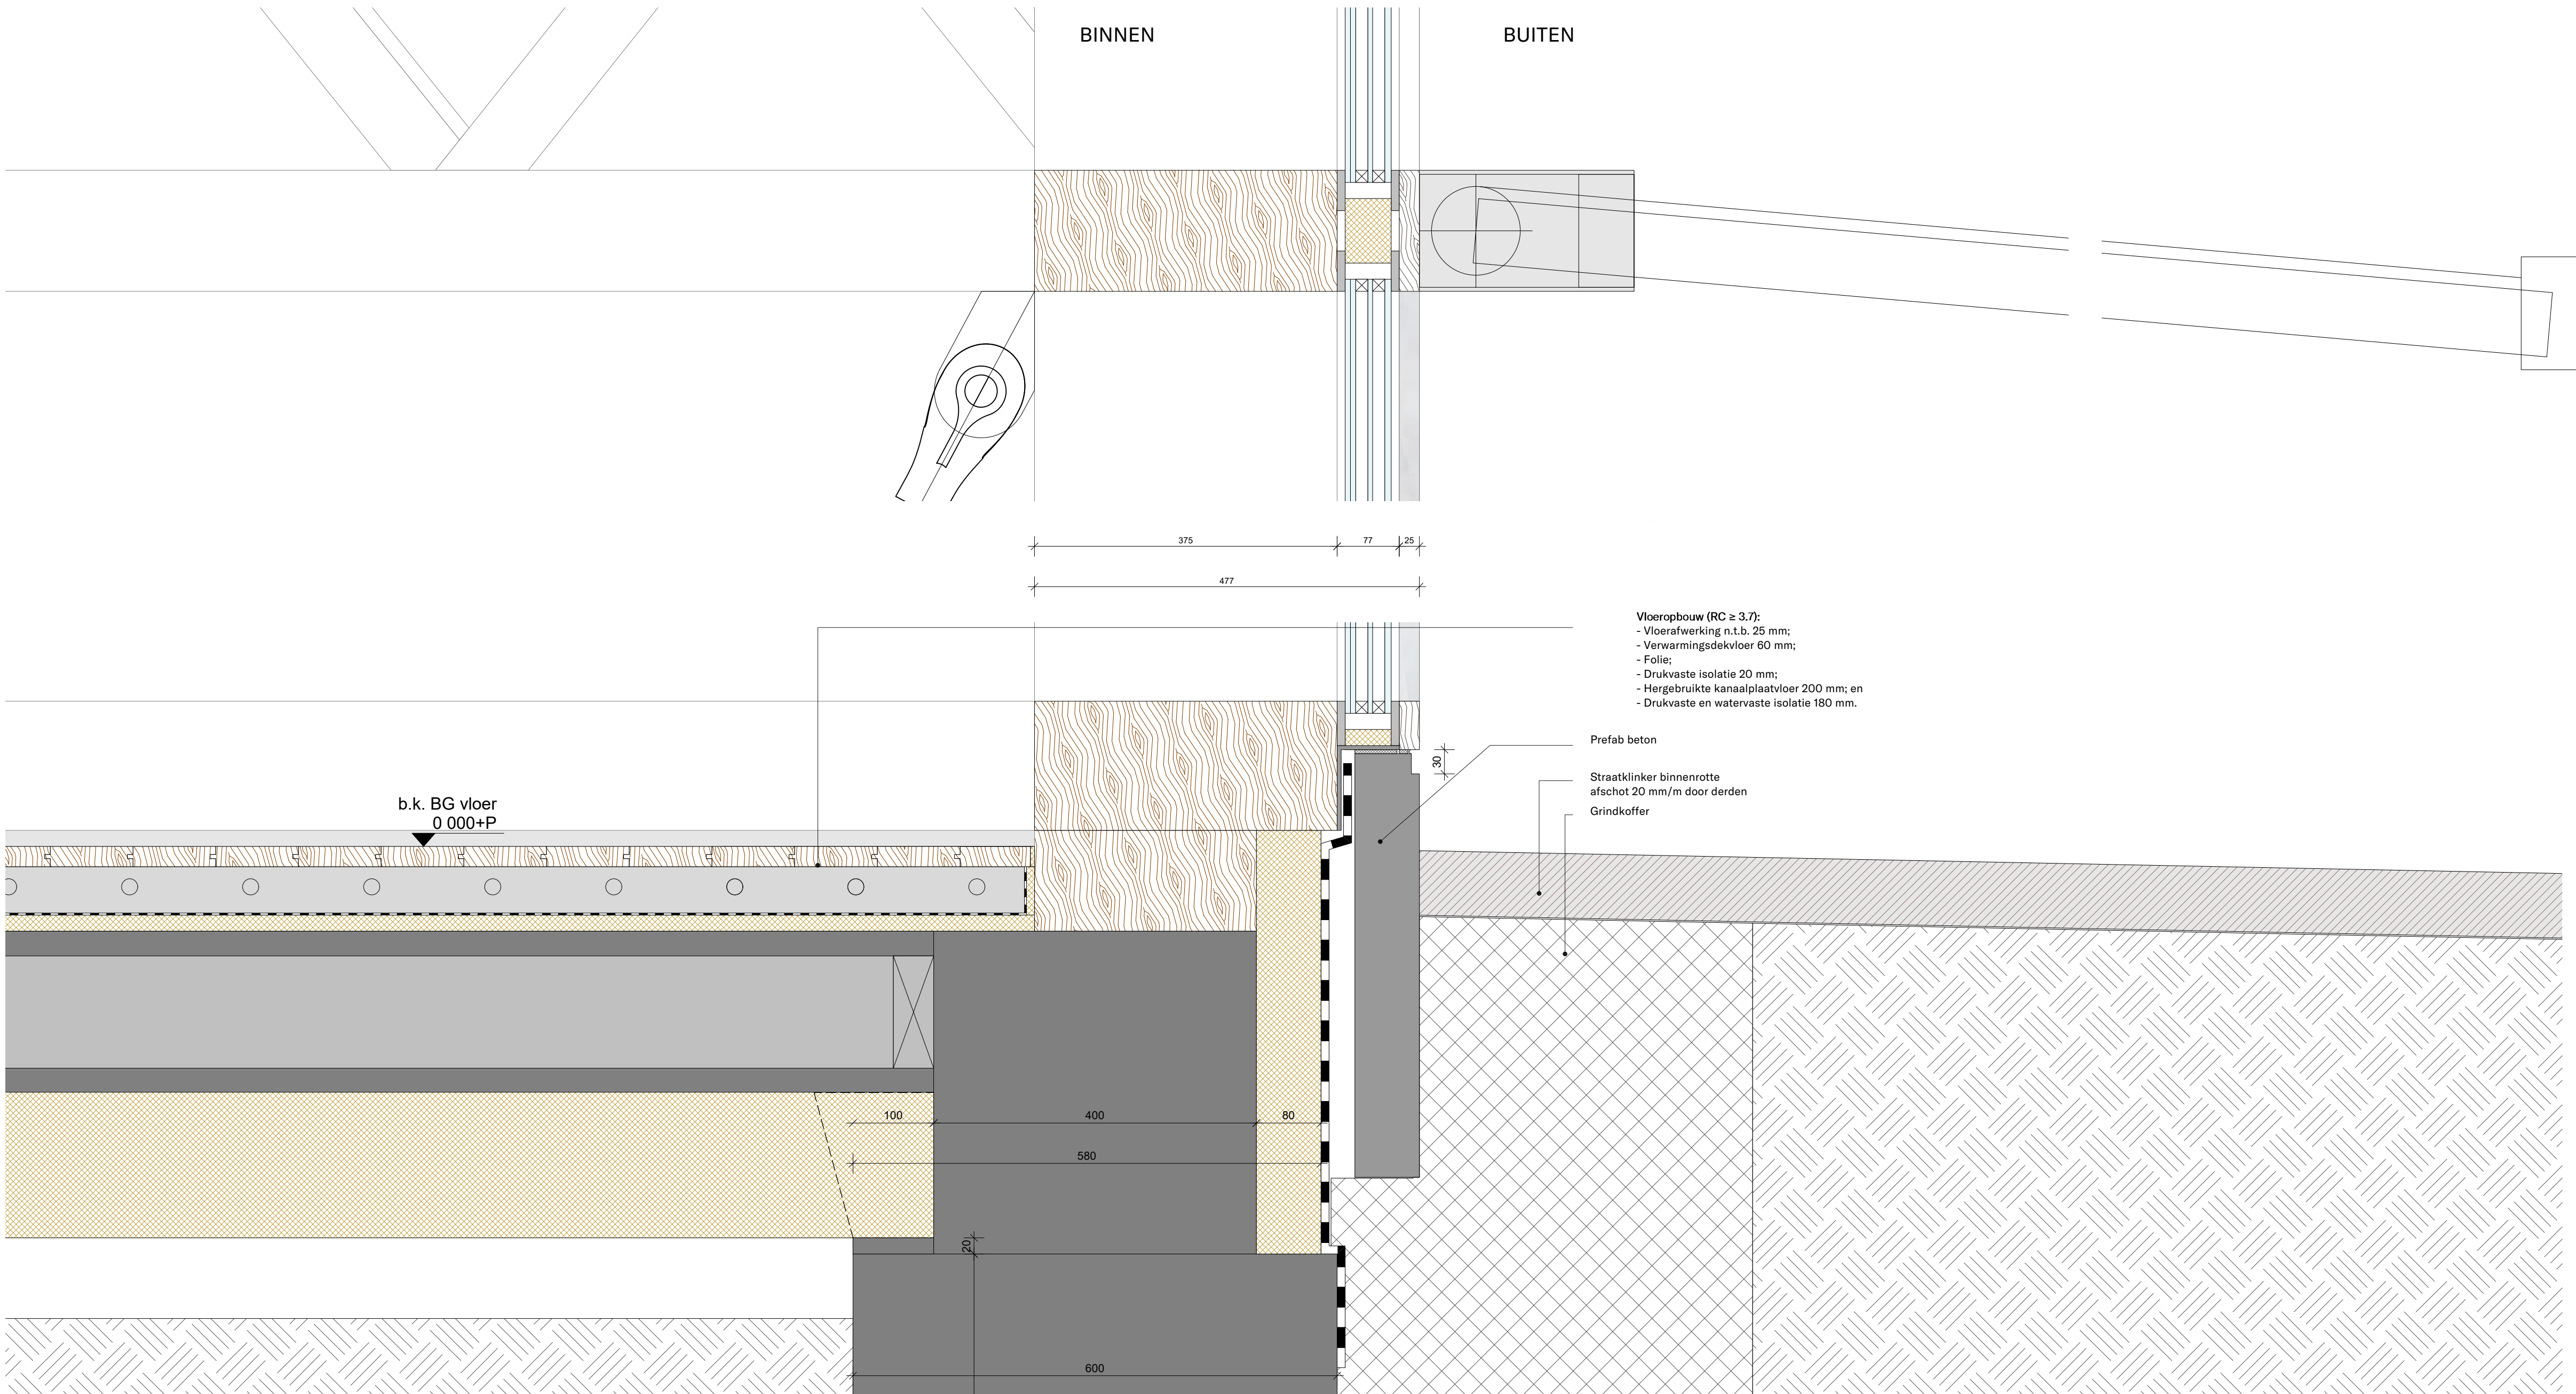 BINNEN
BUITEN
375
77
25
477
Vloeropbouw (RC ≥ 3.7):
- Vloerafwerking n.t.b. 25 mm;
- Verwarmingsdekvloer 60 mm;
- Folie;
- Drukvaste isolatie 20 mm;
- Hergebruikte kanaalplaatvloer 200 mm; en
- Drukvaste en watervaste isolatie 180 mm.
Prefab beton
30
Straatklinker binnenrotte
afschot 20 mm/m door derden
Grindkoffer
b.k. BG vloer
0 000+P
100
400
80
580
20
600